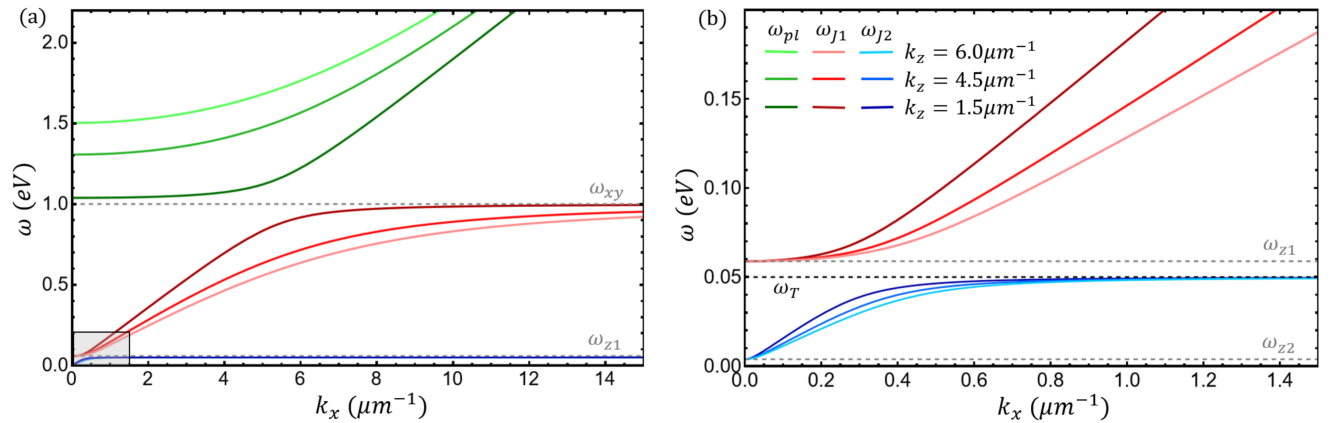 (a)
2.0
1.5
1.0
0.5
0.0
ω (eV)
ω_xy
ω_z1
0 2 4 6 8 10 12 14
k_x (μm⁻¹)
(b)
ω_pl ω_J1 ω_J2
k_z = 6.0μm⁻¹
k_z = 4.5μm⁻¹
k_z = 1.5μm⁻¹
0.15
0.10
0.05
0.00
ω (eV)
ω_z1
ω_T
ω_z2
0.0 0.2 0.4 0.6 0.8 1.0 1.2 1.4
k_x (μm⁻¹)